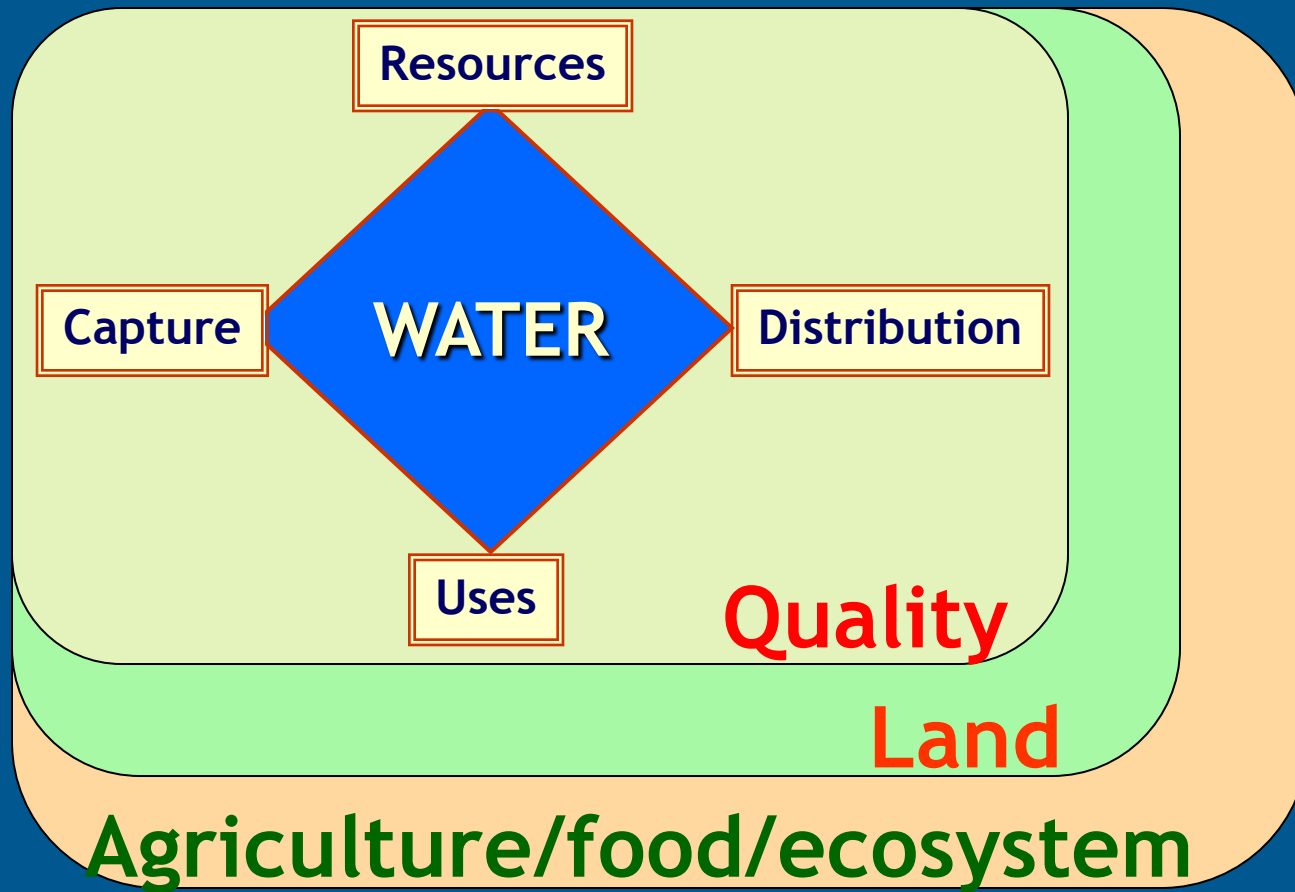 Resources
Capture
WATER
Distribution
Uses
Quality
Land
Agriculture/food/ecosystem